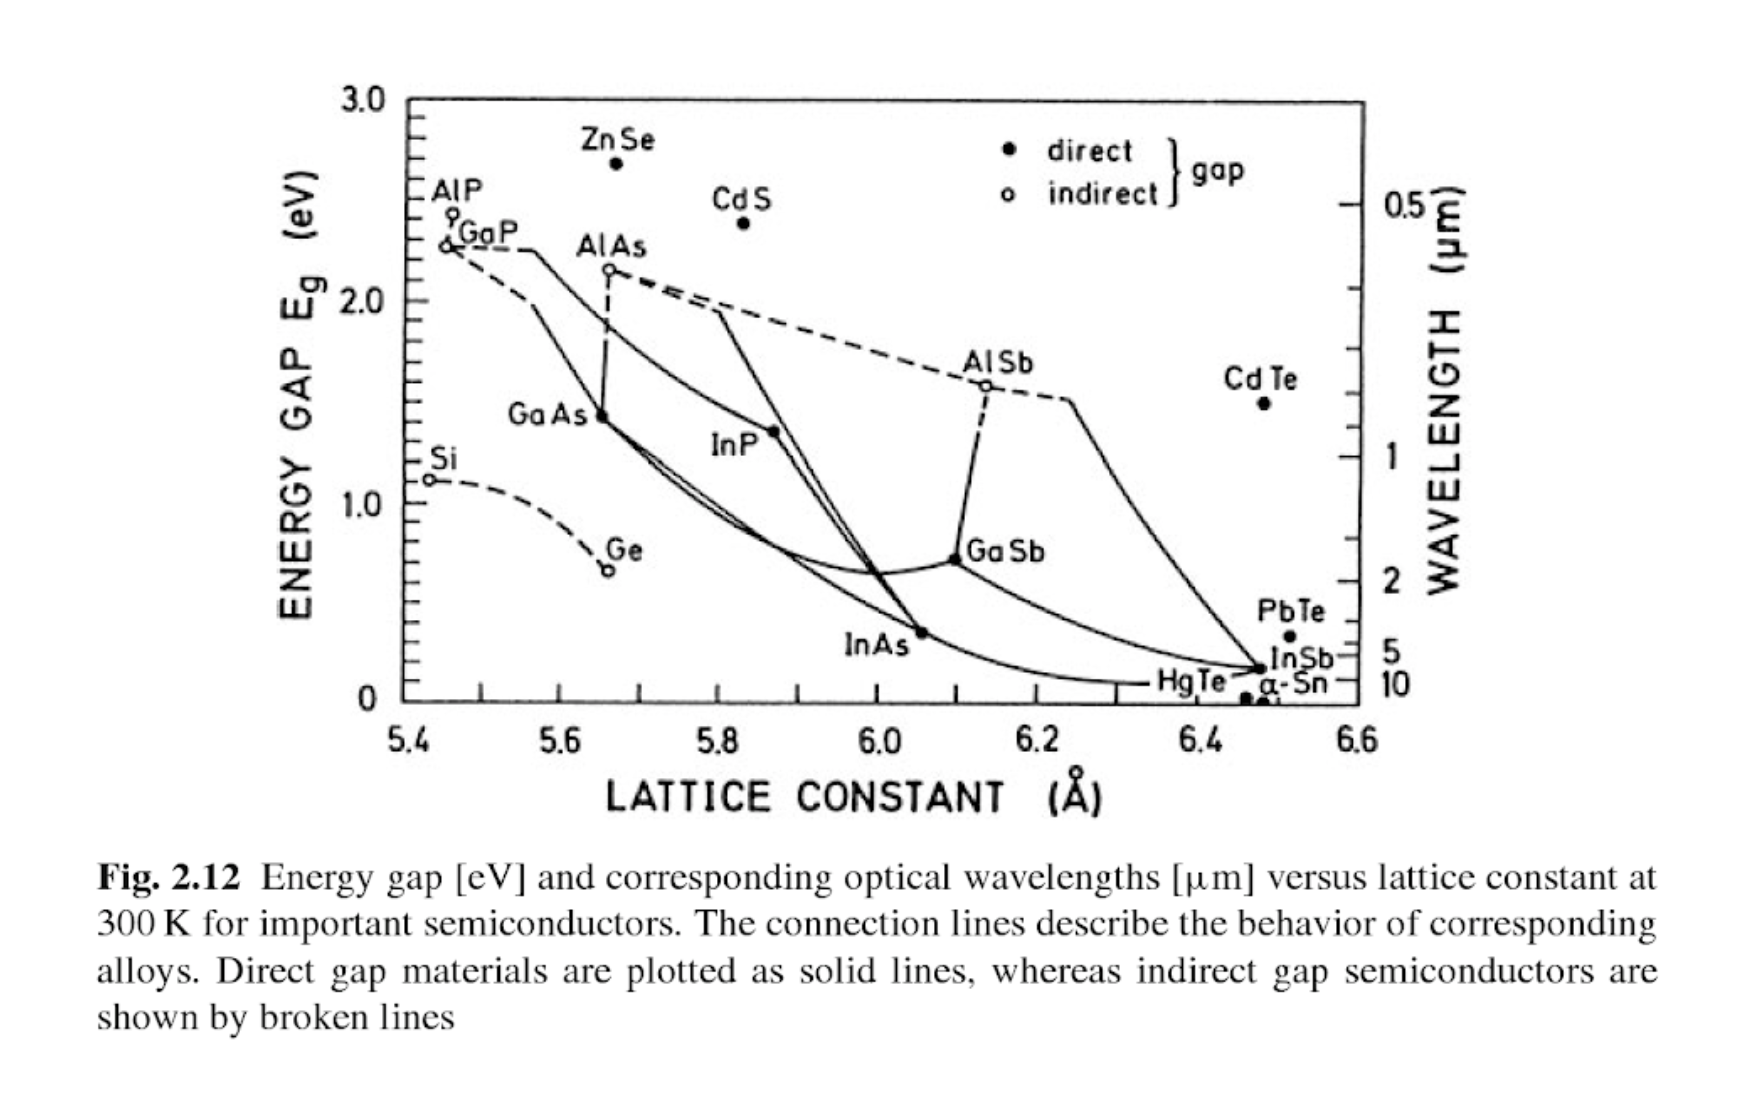 3.0
2.0
1.0
0
ENERGY GAP Eg (eV)
ZnSe
AlP
CdS
GaP
AlAs
direct
indirect
} gap
0.5
AlSb
CdTe
GaAs
InP
Si
1
Ge
GaSb
2
PbTe
InAs
InSb
5
HgTe
α-Sn
10
WAVELENGTH (μm)
5.4 5.6 5.8 6.0 6.2 6.4 6.6
LATTICE CONSTANT (Å)
Fig. 2.12 Energy gap [eV] and corresponding optical wavelengths [μm] versus lattice constant at
300 K for important semiconductors. The connection lines describe the behavior of corresponding
alloys. Direct gap materials are plotted as solid lines, whereas indirect gap semiconductors are
shown by broken lines